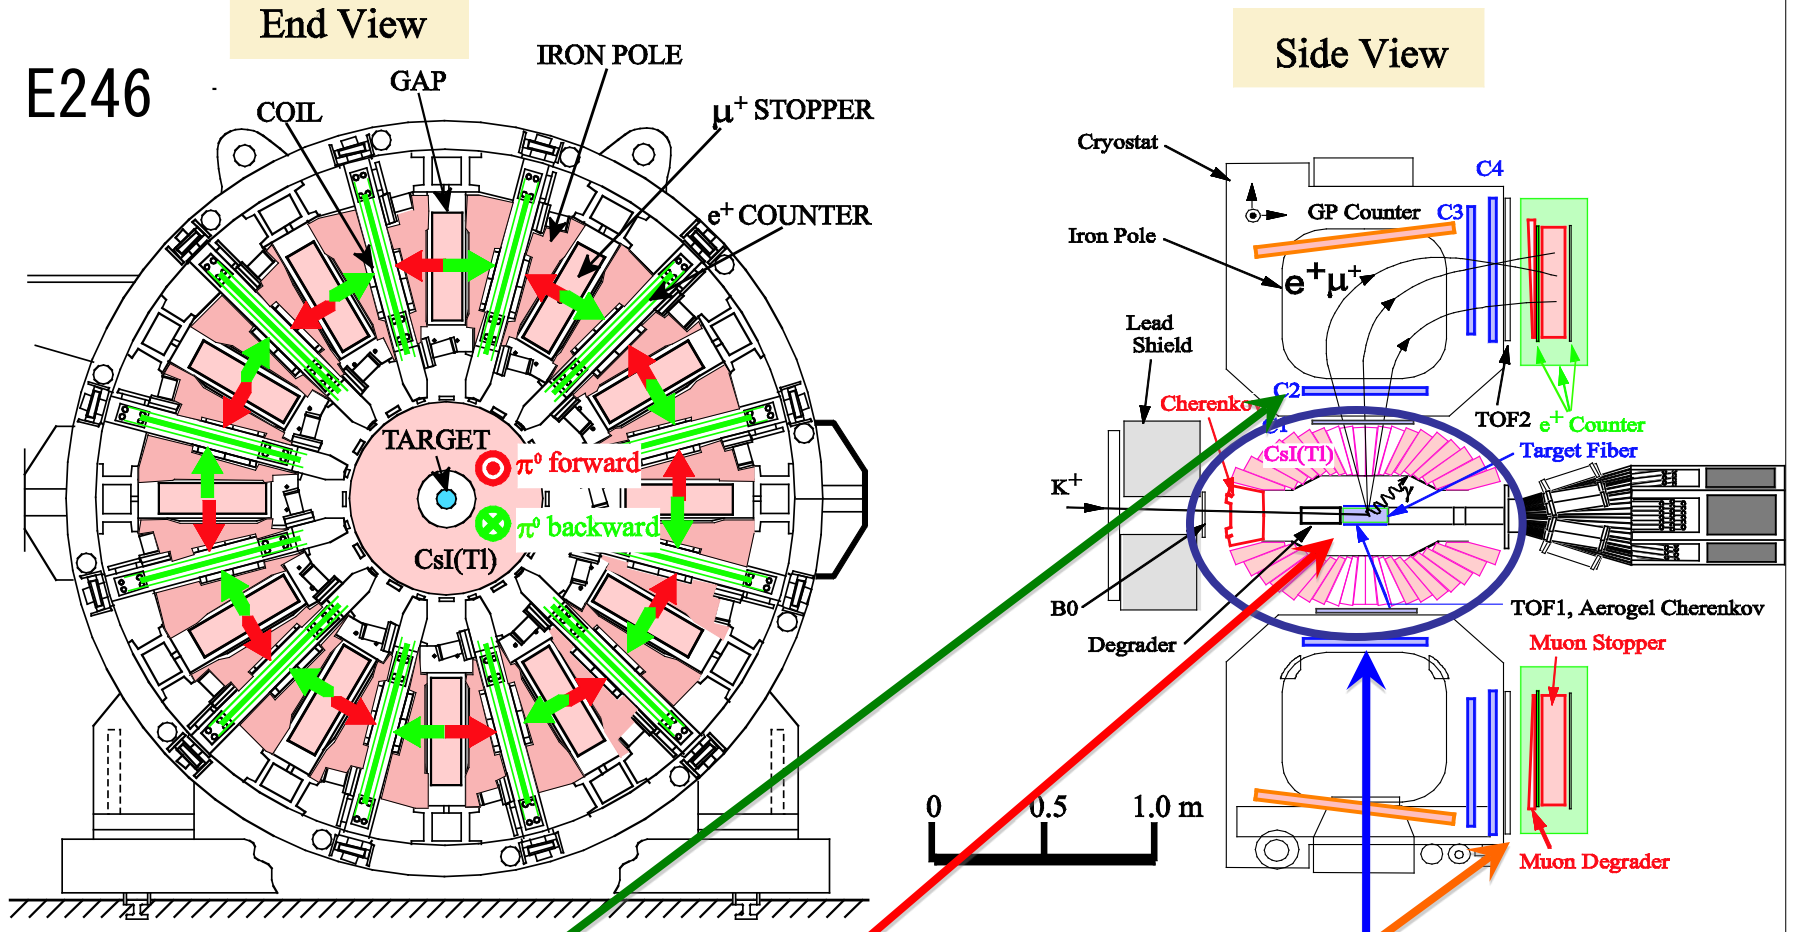 End View
E246
COIL
GAP
IRON POLE
μ⁺ STOPPER
e⁺ COUNTER
TARGET
π⁰ forward
π⁰ backward
CsI(Tl)
Side View
Cryostat
C4
GP Counter
C3
Iron Pole
e⁺μ⁺
Lead
Shield
C2
Cherenkov
C1
TOF2
e⁺ Counter
CsI(Tl)
Target Fiber
K⁺
γ
B0
TOF1, Aerogel Cherenkov
Degrader
Muon Stopper
0 0.5 1.0 m
Muon Degrader